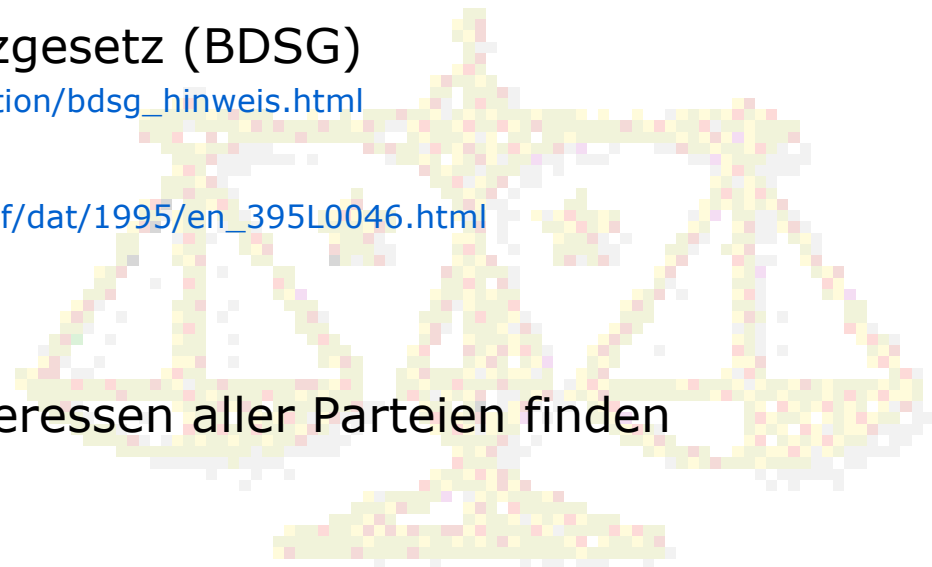 zgesetz (BDSG)
tion/bdsg_hinweis.html
f/dat/1995/en_395L0046.html
eressen aller Parteien finden